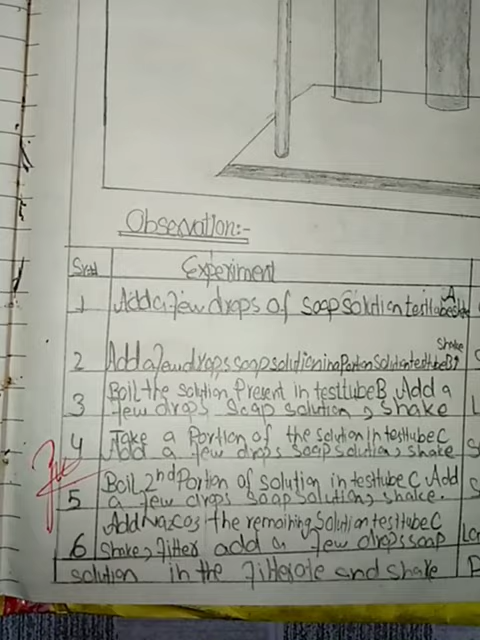 Observation:-
Sr.no Experiment
1 Add a few drops of soap solution testtube A shake
2 Add a few drops soap solution in a Portion solution testtube B, shake
3 Boil the solution Present in testtube B, Add a
few drops soap solution, shake
4 Take a Portion of the solution in testtube C
Add a few drops soap solution, shake
5 Boil 2nd Portion of solution in testtube C Add
a few drops soap solution, shake.
6 Add Na2CO3 the remaining solution testtube C
shake, filter add a few drops soap
solution in the filterate and shake